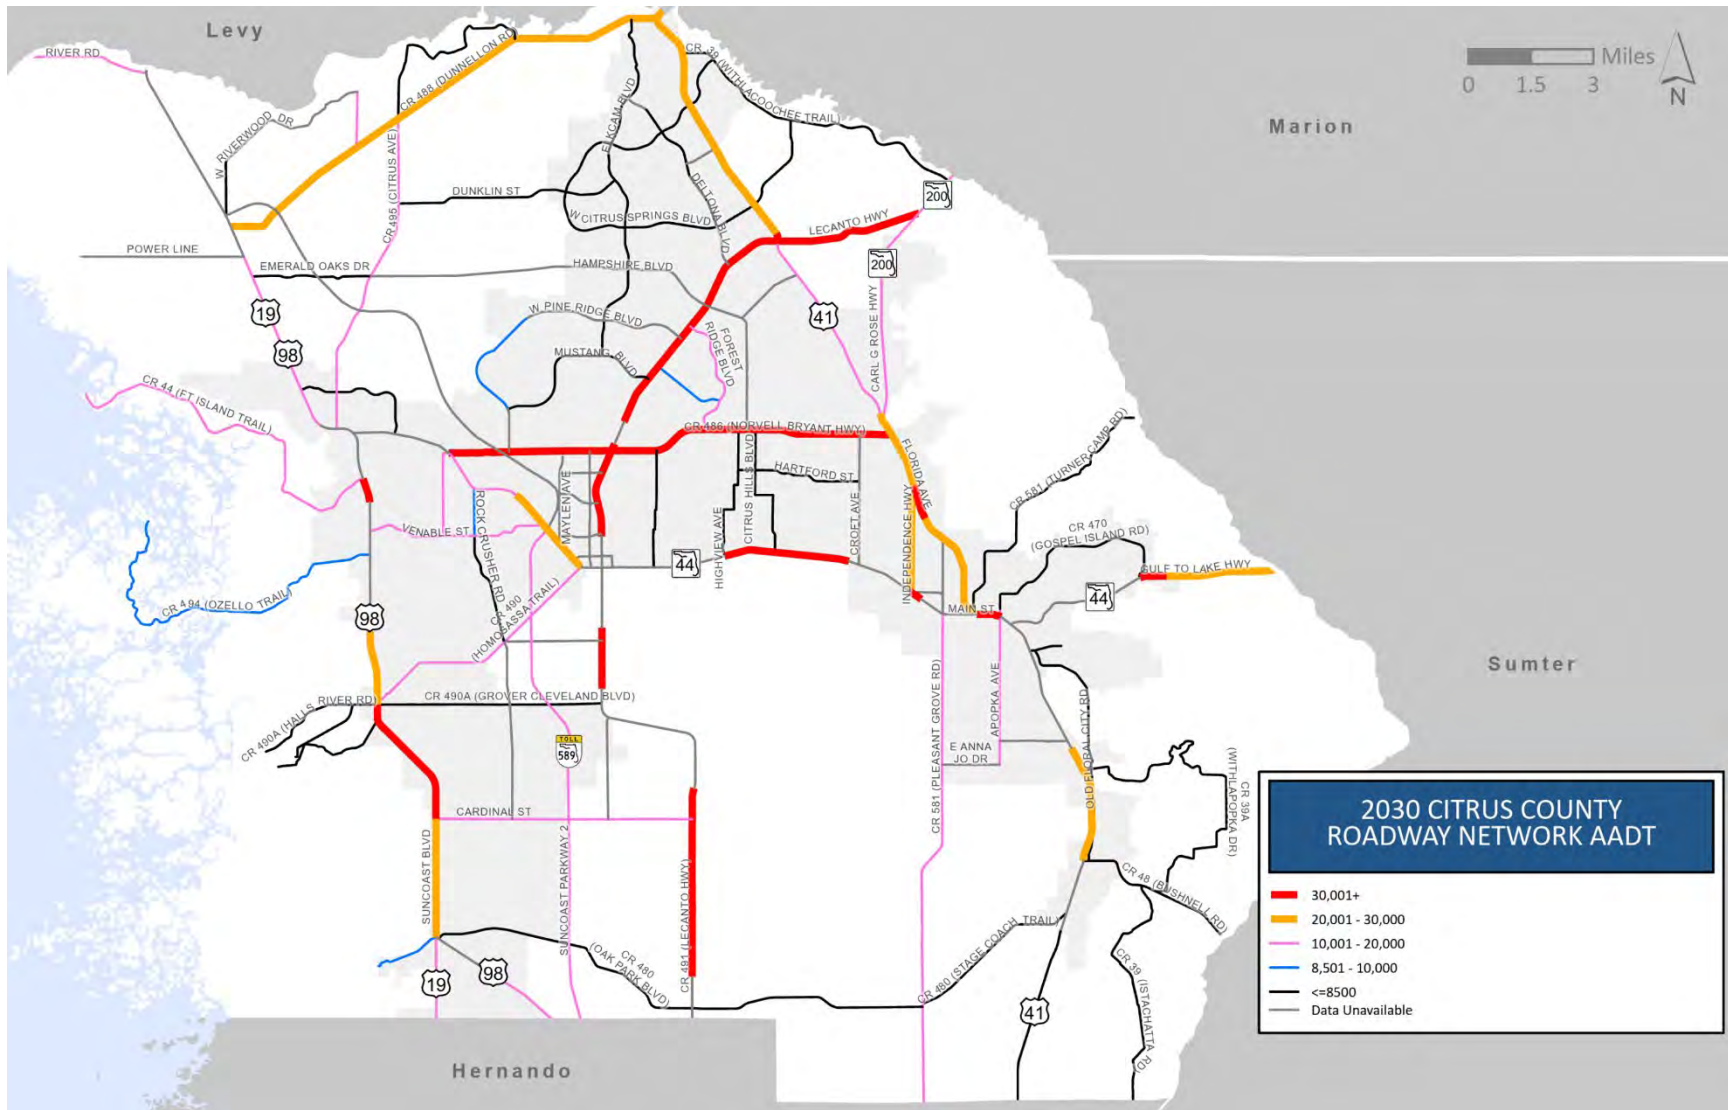 Levy
RIVER RD
CR 488 (DUNNELLON RD)
CR 39 (WITHLACOOCHEE TRAIL)
Miles
0 1.5 3
N
Marion
W RIVERWOOD DR
CR 495 (CITRUS AVE)
ELKCAM BLVD
DUNKLIN ST
DELTONA BLVD
W CITRUS SPRINGS BLVD
LECANTO HWY
200
POWER LINE
EMERALD OAKS DR
HAMPSHIRE BLVD
200
19
W PINE RIDGE BLVD
41
CARL G ROSE HWY
98
MUSTANG BLVD
FOREST
RIDGE BLVD
CR 44 (FT ISLAND TRAIL)
CR 486 (NORVELL BRYANT HWY)
FLORIDA AVE
CR 581 (TURNER CAMP RD)
HARTFORD ST
CITRUS HILLS BLVD
MAYLEN AVE
ROCK CRUSHER RD
VENABLE ST
HIGHVIEW AVE
CROFT AVE
INDEPENDENCE HWY
CR 470
(GOSPEL ISLAND RD)
GULF TO LAKE HWY
44
44
CR 494 (OZELLO TRAIL)
98
CR 490
(HOMOSASSA TRAIL)
MAIN ST
Sumter
CR 490A (HALLS
RIVER RD)
CR 490A (GROVER CLEVELAND BLVD)
CR 581 (PLEASANT GROVE RD)
APOPKA AVE
OLD FLORAL CITY RD
TOLL
589
E ANNA
JO DR
CR 39A
(WITHLAPOPKA DR)
CARDINAL ST
SUNCOAST BLVD
SUNCOAST PARKWAY 2
CR 491 (LECANTO HWY)
CR 48 (BUSHNELL RD)
CR 480
(OAK PARK BLVD)
CR 480 (STAGE COACH TRAIL)
CR 39 (ISTACHATTA
RD)
98
19
41
Hernando
2030 CITRUS COUNTY
ROADWAY NETWORK AADT
30,001+
20,001 - 30,000
10,001 - 20,000
8,501 - 10,000
<=8500
Data Unavailable